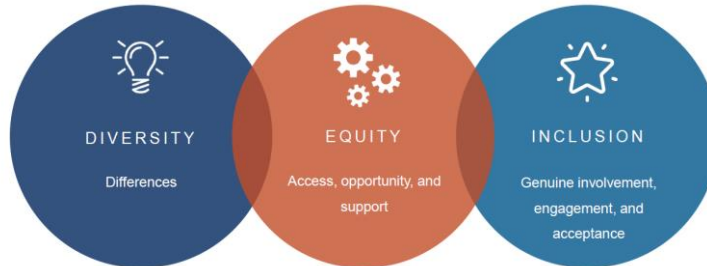 DIVERSITY
Differences
EQUITY
Access, opportunity, and
support
INCLUSION
Genuine involvement,
engagement, and
acceptance